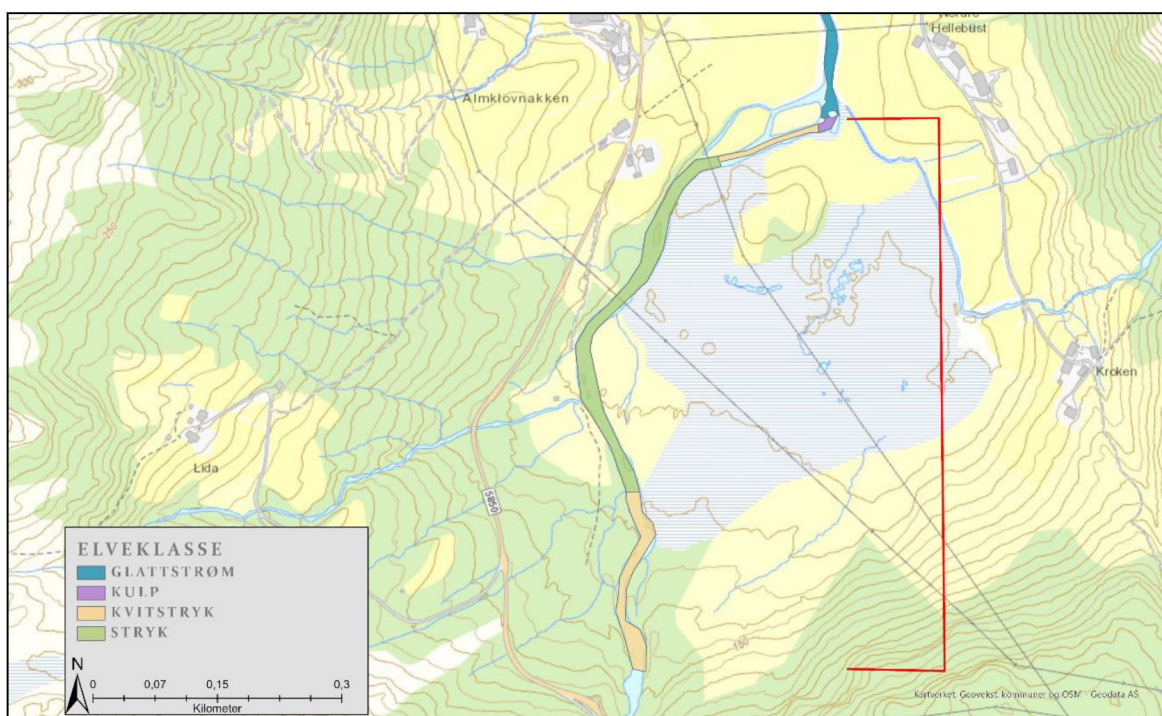 Nordre
Hellebust
300
Almklovnakken
250
Kroken
Lida
5850
150
ELVEKLASSE
GLATTSTRØM
KULP
KVITSTRYK
STRYK
N
0 0,07 0,15 0,3
Kilometer
Kartverket, Geovekst, kommuner og OSM - Geodata AS